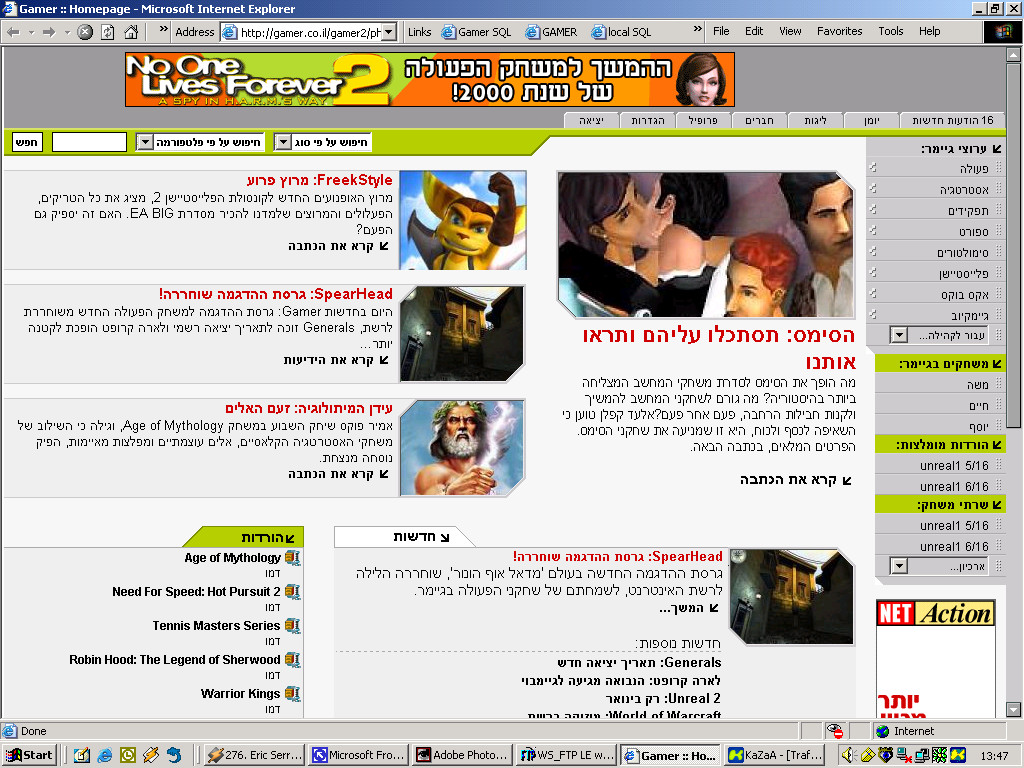 Gamer :: Homepage - Microsoft Internet Explorer
Address http://gamer.co.il/gamer2/ph Links Gamer SQL GAMER local SQL File Edit View Favorites Tools Help
No One Lives Forever 2
A SPY IN H.A.R.M.'S WAY
ההמשך למשחק הפעולה
של שנת 2000!
16 הודעות חדשות יומן ליגות חברים פרופיל הגדרות יציאה
חיפוש על פי סוג חיפוש על פי פלטפורמה חפש
ערוצי גיימר:
פעולה
אסטרטגיה
תפקידים
ספורט
סימולטורים
פלייסטיישן
אקס בוקס
גיימקיוב
עבור לקהילה...
משחקים בגיימר:
משה
חיים
יוסף
הורדות מומלצות:
unreal1 5/16
unreal1 6/16
שרתי משחק:
unreal1 5/16
unreal1 6/16
ארכיון...
NET Action
יותר
הסימס: תסתכלו עליהם ותראו
אותנו
מה הופך את הסימס לסדרת משחקי המחשב המצליחה
ביותר בהיסטוריה? מה גורם לשחקני המחשב להמשיך
ולקנות חבילות הרחבה, פעם אחר פעם?אלעד קפלן טוען כי
השאיפה לכסף ולכוח, היא זו שמניעה את שחקני הסימס.
הפרטים המלאים, בכתבה הבאה.
קרא את הכתבה
FreekStyle: מרוץ פרוע
מרוץ האופנועים החדש לקונסולת הפלייסטיישן 2, מציג את כל הטריקים,
הפעלולים והמרוצים שלמדנו להכיר מסדרת EA BIG. האם זה יספיק גם
הפעם?
קרא את הכתבה
SpearHead: גרסת ההדגמה שוחררה!
היום בחדשות Gamer: גרסת ההדגמה למשחק הפעולה החדש משוחררת
לרשת, Generals זוכה לתאריך יציאה רשמי ולארה קרופט הופכת לקטנה
יותר...
קרא את הידיעות
עידן המיתולוגיה: זעם האלים
אמיר פוקס שיחק השבוע במשחק Age of Mythology, וגילה כי השילוב של
משחקי האסטרטגיה הקלאסיים, אלים עוצמתיים ומפלצות מאיימות, הפיק
נוסחה מנצחת.
קרא את הכתבה
חדשות
SpearHead: גרסת ההדגמה שוחררה!
גרסת ההדגמה החדשה בעולם 'מדאל אוף הונור', שוחררה הלילה
לרשת האינטרנט, לשמחתם של שחקני הפעולה בגיימר.
המשך...
חדשות נוספות:
Generals: תאריך יציאה חדש
לארה קרופט: הנבואה מגיעה לגיימבוי
Unreal 2: רק בינואר
World of Warcraft: מוזיקה ברשת
הורדות
Age of Mythology
דמו
Need For Speed: Hot Pursuit 2
דמו
Tennis Masters Series
דמו
Robin Hood: The Legend of Sherwood
דמו
Warrior Kings
דמו
Done Internet
Start 276. Eric Serr... Microsoft Fro... Adobe Photo... WS_FTP LE w... Gamer :: Ho... KaZaA - [Traf... 13:47